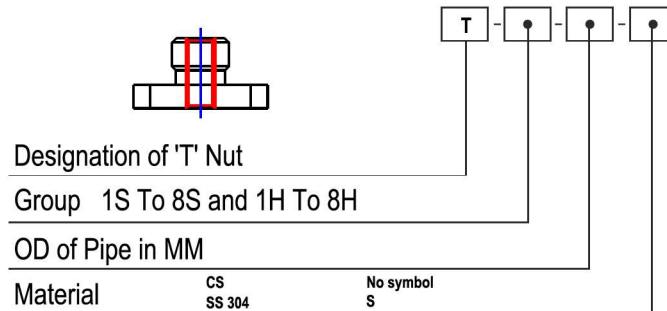 T - • - • - •
Designation of 'T' Nut
Group 1S To 8S and 1H To 8H
OD of Pipe in MM
Material CS No symbol
SS 304 S